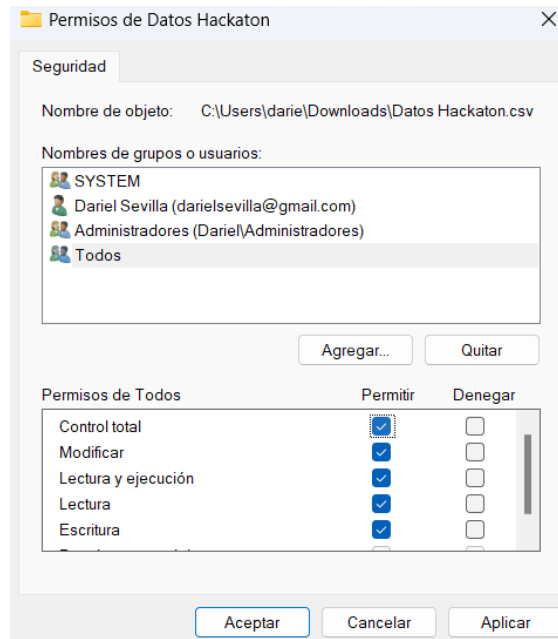 Permisos de Datos Hackaton
Seguridad
Nombre de objeto: C:\Users\darie\Downloads\Datos Hackaton.csv
Nombres de grupos o usuarios:
SYSTEM
Dariel Sevilla (darielsevilla@gmail.com)
Administradores (Dariel\Administradores)
Todos
Agregar... Quitar
Permisos de Todos Permitir Denegar
Control total
Modificar
Lectura y ejecución
Lectura
Escritura
Aceptar Cancelar Aplicar